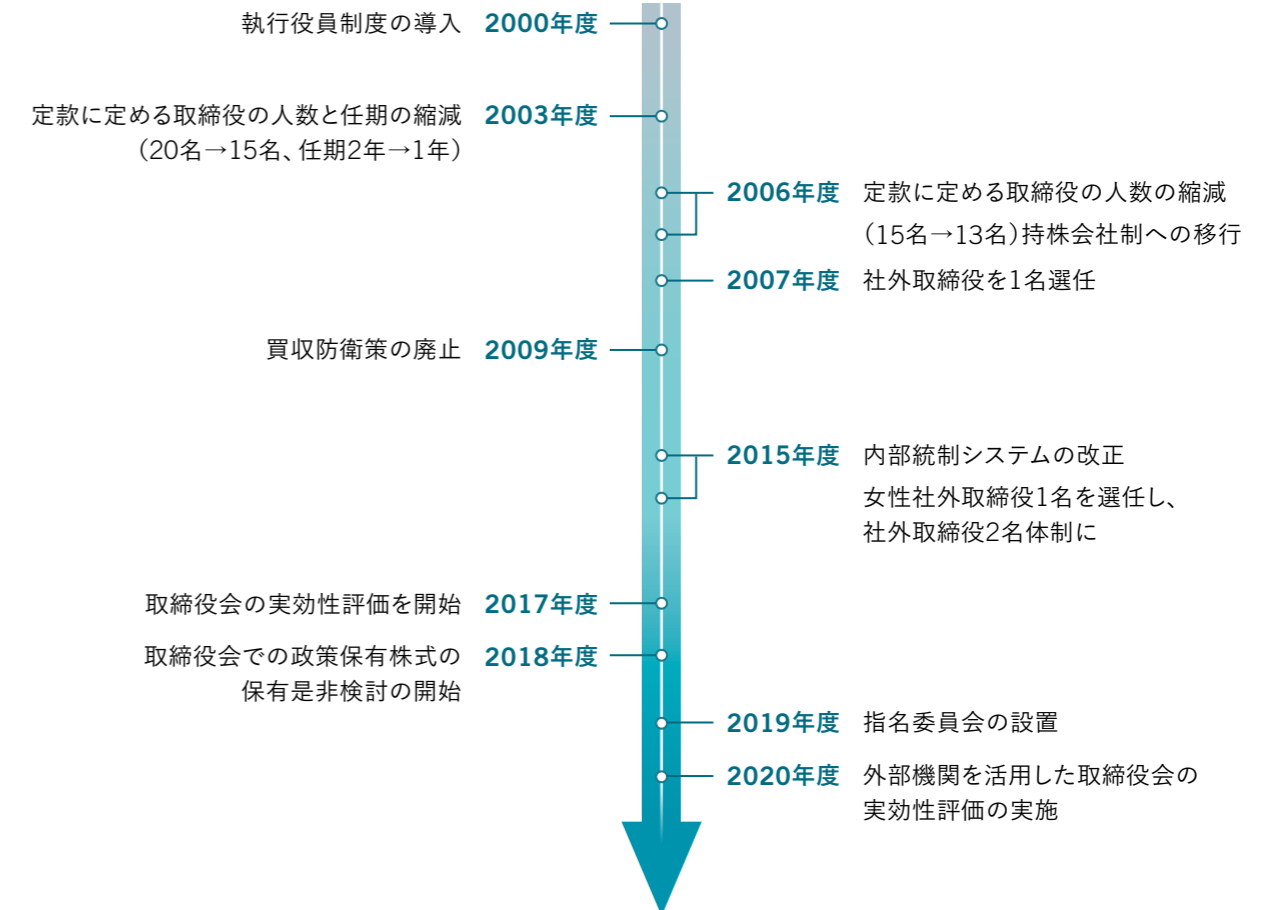 執行役員制度の導入 2000年度
定款に定める取締役の人数と任期の縮減 2003年度
（20名→15名、任期2年→1年）
2006年度 定款に定める取締役の人数の縮減
（15名→13名）持株会社制への移行
2007年度 社外取締役を1名選任
買収防衛策の廃止 2009年度
2015年度 内部統制システムの改正
女性社外取締役1名を選任し、
社外取締役2名体制に
取締役会の実効性評価を開始 2017年度
取締役会での政策保有株式の 2018年度
保有是非検討の開始
2019年度 指名委員会の設置
2020年度 外部機関を活用した取締役会の
実効性評価の実施